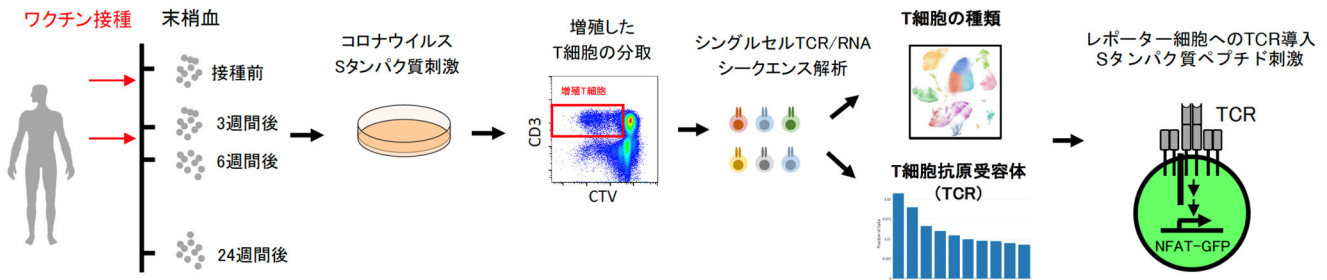 ワクチン接種
末梢血
接種前
3週間後
6週間後
24週間後
コロナウイルス
Sタンパク質刺激
増殖した
T細胞の分取
増殖T細胞
CD3
CTV
シングルセルTCR/RNA
シークエンス解析
T細胞の種類
T細胞抗原受容体
(TCR)
レポーター細胞へのTCR導入
Sタンパク質ペプチド刺激
TCR
NFAT-GFP